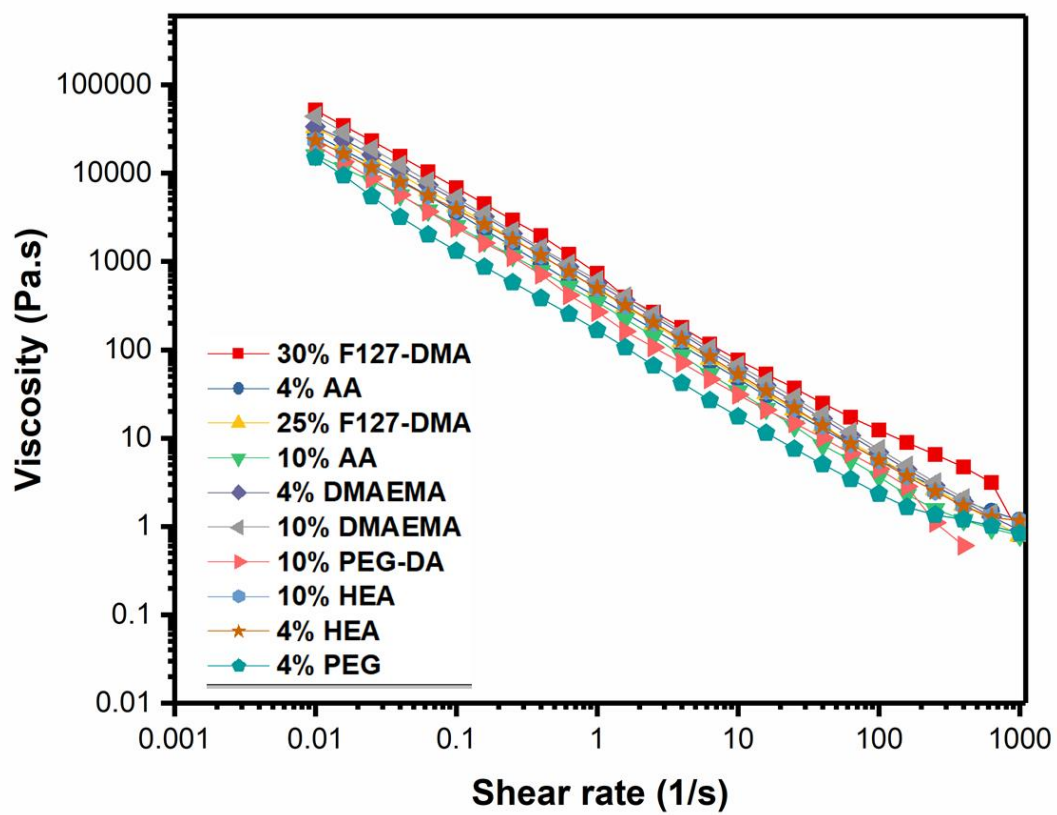 100000
10000
1000
100
10
1
0.1
0.01
Viscosity (Pa.s)
30% F127-DMA
4% AA
25% F127-DMA
10% AA
4% DMAEMA
10% DMAEMA
10% PEG-DA
10% HEA
4% HEA
4% PEG
0.001 0.01 0.1 1 10 100 1000
Shear rate (1/s)